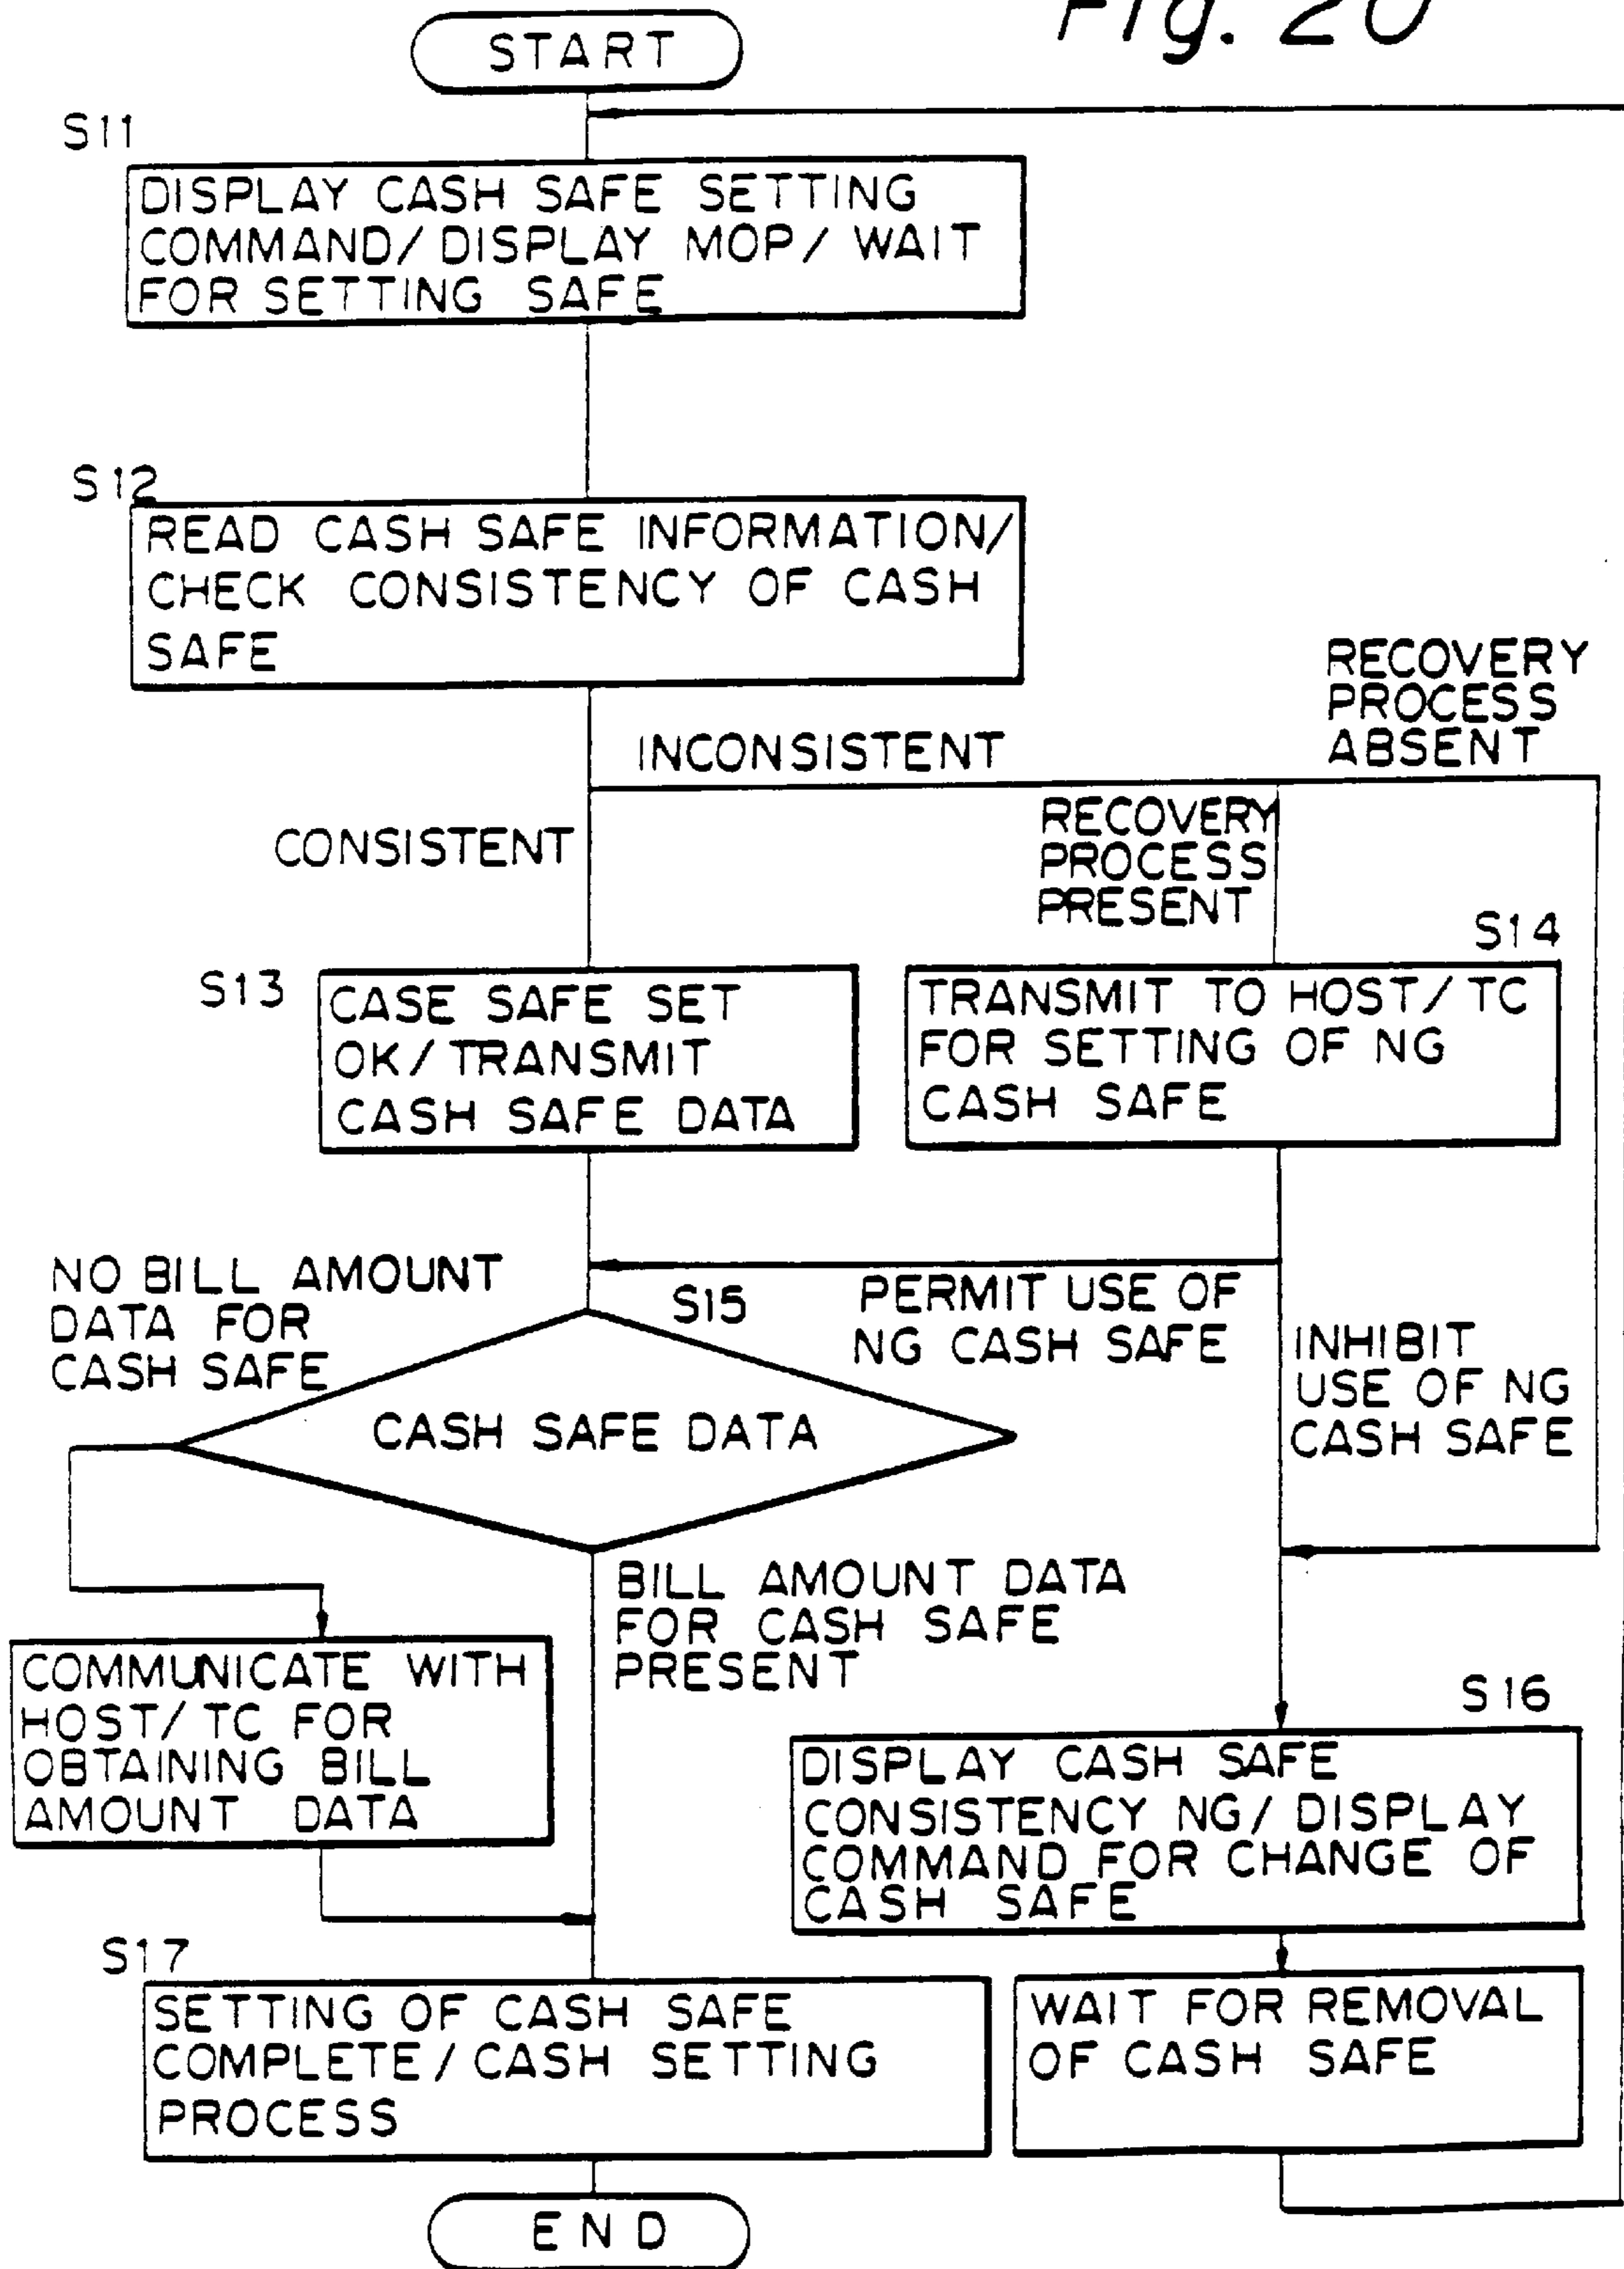 Fig. 20
START
S11
DISPLAY CASH SAFE SETTING
COMMAND/ DISPLAY MOP/ WAIT
FOR SETTING SAFE
S12
READ CASH SAFE INFORMATION/
CHECK CONSISTENCY OF CASH
SAFE
RECOVERY
PROCESS
ABSENT
INCONSISTENT
CONSISTENT
RECOVERY
PROCESS
PRESENT
S13
CASE SAFE SET
OK/TRANSMIT
CASH SAFE DATA
S14
TRANSMIT TO HOST/ TC
FOR SETTING OF NG
CASH SAFE
NO BILL AMOUNT
DATA FOR
CASH SAFE
S15
PERMIT USE OF
NG CASH SAFE
INHIBIT
USE OF NG
CASH SAFE
CASH SAFE DATA
BILL AMOUNT DATA
FOR CASH SAFE
PRESENT
COMMUNICATE WITH
HOST/ TC FOR
OBTAINING BILL
AMOUNT DATA
S16
DISPLAY CASH SAFE
CONSISTENCY NG/ DISPLAY
COMMAND FOR CHANGE OF
CASH SAFE
S17
SETTING OF CASH SAFE
COMPLETE / CASH SETTING
PROCESS
WAIT FOR REMOVAL
OF CASH SAFE
END